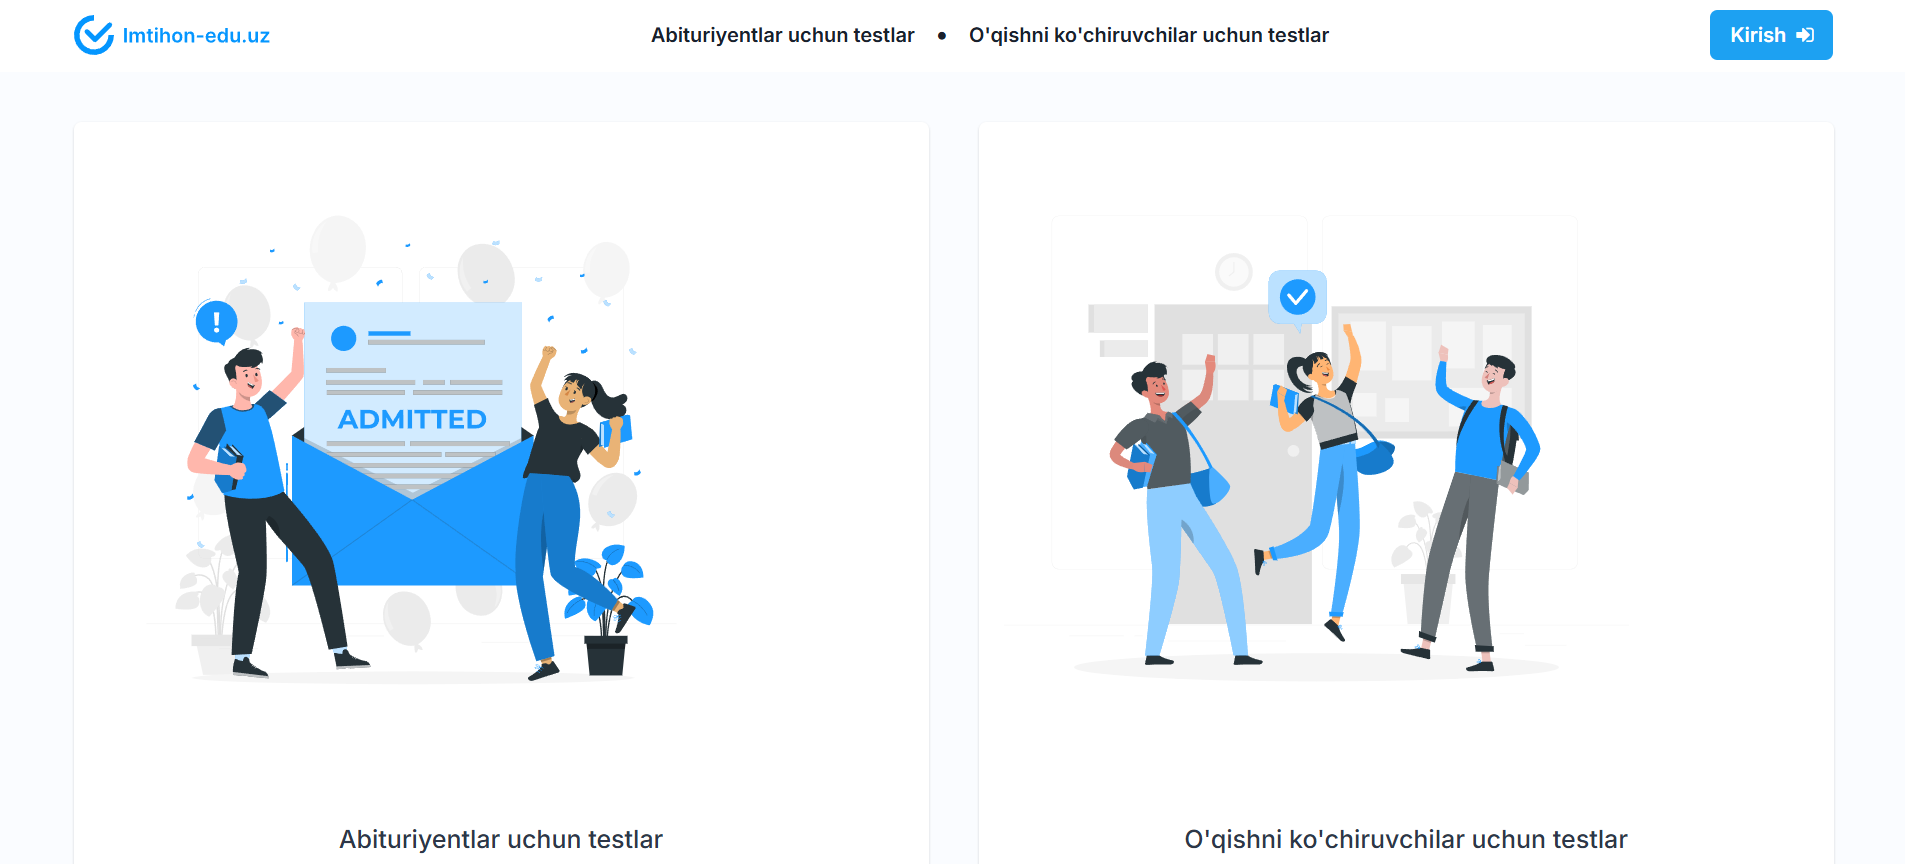 Imtihon-edu.uz
Abituriyentlar uchun testlar • O'qishni ko'chiruvchilar uchun testlar
Kirish
!
ADMITTED
Abituriyentlar uchun testlar
O'qishni ko'chiruvchilar uchun testlar